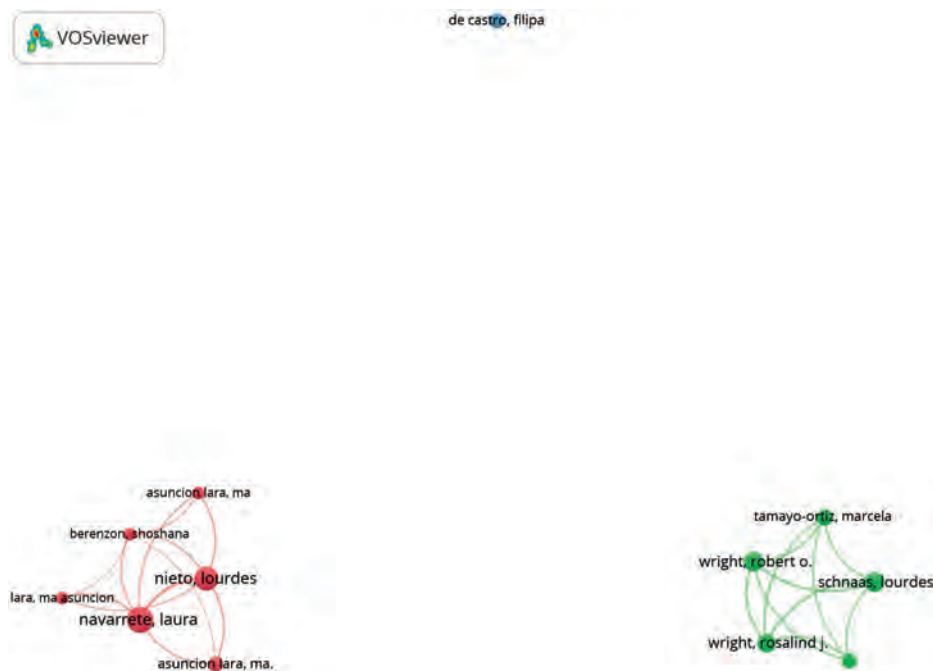 VOSviewer
de castro, filipa
asuncion lara, ma
berenzon, shoshana
nieto, lourdes
lara, ma asuncion
navarrete, laura
asuncion lara, ma.
tamayo-ortiz, marcela
wright, robert o.
schnaas, lourdes
wright, rosalind j.